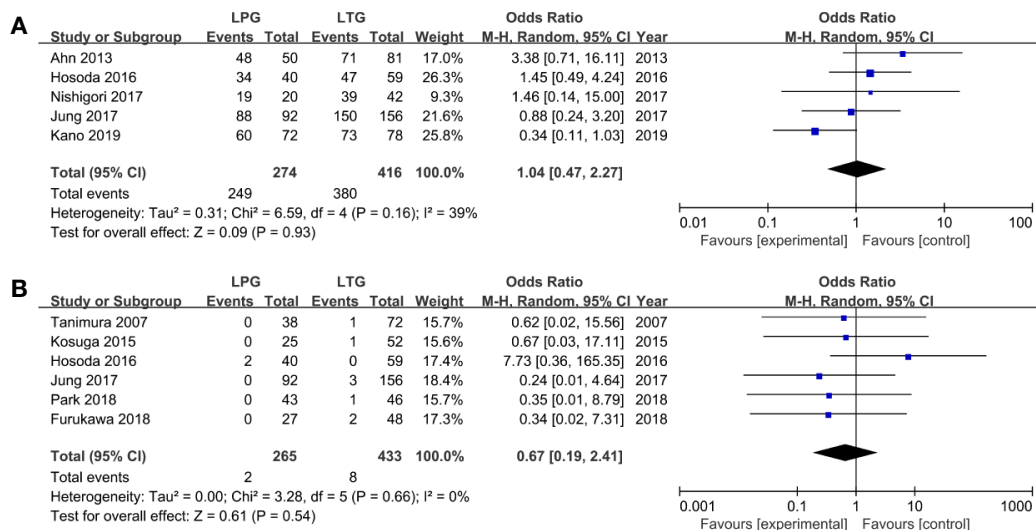 A
LPG LTG Odds Ratio Odds Ratio
Study or Subgroup Events Total Events Total Weight M-H, Random, 95% CI Year M-H, Random, 95% CI
Ahn 2013 48 50 71 81 17.0% 3.38 [0.71, 16.11] 2013
Hosoda 2016 34 40 47 59 26.3% 1.45 [0.49, 4.24] 2016
Nishigori 2017 19 20 39 42 9.3% 1.46 [0.14, 15.00] 2017
Jung 2017 88 92 150 156 21.6% 0.88 [0.24, 3.20] 2017
Kano 2019 60 72 73 78 25.8% 0.34 [0.11, 1.03] 2019
Total (95% CI) 274 416 100.0% 1.04 [0.47, 2.27]
Total events 249 380
Heterogeneity: Tau² = 0.31; Chi² = 6.59, df = 4 (P = 0.16); I² = 39%
Test for overall effect: Z = 0.09 (P = 0.93)
0.01 0.1 1 10 100
Favours [experimental] Favours [control]
B
LPG LTG Odds Ratio Odds Ratio
Study or Subgroup Events Total Events Total Weight M-H, Random, 95% CI Year M-H, Random, 95% CI
Tanimura 2007 0 38 1 72 15.7% 0.62 [0.02, 15.56] 2007
Kosuga 2015 0 25 1 52 15.6% 0.67 [0.03, 17.11] 2015
Hosoda 2016 2 40 0 59 17.4% 7.73 [0.36, 165.35] 2016
Jung 2017 0 92 3 156 18.4% 0.24 [0.01, 4.64] 2017
Park 2018 0 43 1 46 15.7% 0.35 [0.01, 8.79] 2018
Furukawa 2018 0 27 2 48 17.3% 0.34 [0.02, 7.31] 2018
Total (95% CI) 265 433 100.0% 0.67 [0.19, 2.41]
Total events 2 8
Heterogeneity: Tau² = 0.00; Chi² = 3.28, df = 5 (P = 0.66); I² = 0%
Test for overall effect: Z = 0.61 (P = 0.54)
0.001 0.1 1 10 1000
Favours [experimental] Favours [control]